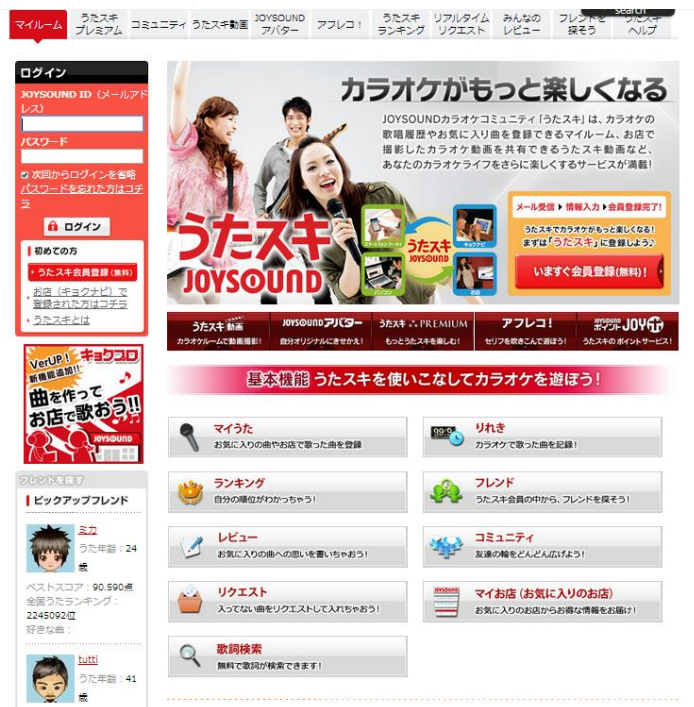 search
マイルーム
うたスキ
プレミアム
コミュニティ
うたスキ動画
JOYSOUND
アバター
アフレコ！
うたスキ
ランキング
リアルタイム
リクエスト
みんなの
レビュー
フレンドを
探そう
うたスキ
ヘルプ
ログイン
JOYSOUND ID（メールアド
レス）
パスワード
次回からログインを省略
パスワードを忘れた方はコチ
ラ
ログイン
初めての方
うたスキ会員登録(無料)
お店（キョクナビ）で
登録された方はコチラ
うたスキとは
VerUP！
新機能追加!!
キョクプロ
曲を作って
お店で歌おう!!
JOYSOUND
フレンドを探す
ピックアップフレンド
ミカ
うた年齢：24
歳
ベストスコア：90.590点
全国うたランキング：
2245092位
好きな曲：
tutti
うた年齢：41
歳
カラオケがもっと楽しくなる
JOYSOUNDカラオケコミュニティ「うたスキ」は、カラオケの
歌唱履歴やお気に入り曲を登録できるマイルーム、お店で
撮影したカラオケ動画を共有できるうたスキ動画など、
あなたのカラオケライフをさらに楽しくするサービスが満載！
うたスキ
JOYSOUND
スマートフォン・ケータイ
キョクナビ
うたスキ
JOYSOUND
パソコン
お店
メール受信 ▶ 情報入力 ▶ 会員登録完了!
うたスキでカラオケがもっと楽しくなる!
まずは「うたスキ」に登録しよう♪
いますぐ会員登録(無料)！
うたスキ 動画
カラオケルームで動画撮影！
JOYSOUNDアバター
自分オリジナルにきせかえ！
うたスキ PREMIUM
もっとうたスキを楽しむ！
アフレコ！
セリフを吹きこんで遊ぼう！
JOYSOUND
ポイント JOY
うたスキのポイントサービス！
基本機能 うたスキを使いこなしてカラオケを遊ぼう！
マイうた
お気に入りの曲やお店で歌った曲を登録
99.9
りれき
カラオケで歌った曲を記録！
ランキング
自分の順位がわかっちゃう！
フレンド
うたスキ会員の中から、フレンドを探そう！
レビュー
お気に入りの曲への思いを書いちゃおう！
コミュニティ
友達の輪をどんどん広げよう！
リクエスト
入ってない曲をリクエストして入れちゃおう！
JOYSOUND
マイお店（お気に入りのお店）
お気に入りのお店からお得な情報をお届け！
歌詞検索
無料で歌詞が検索できます！